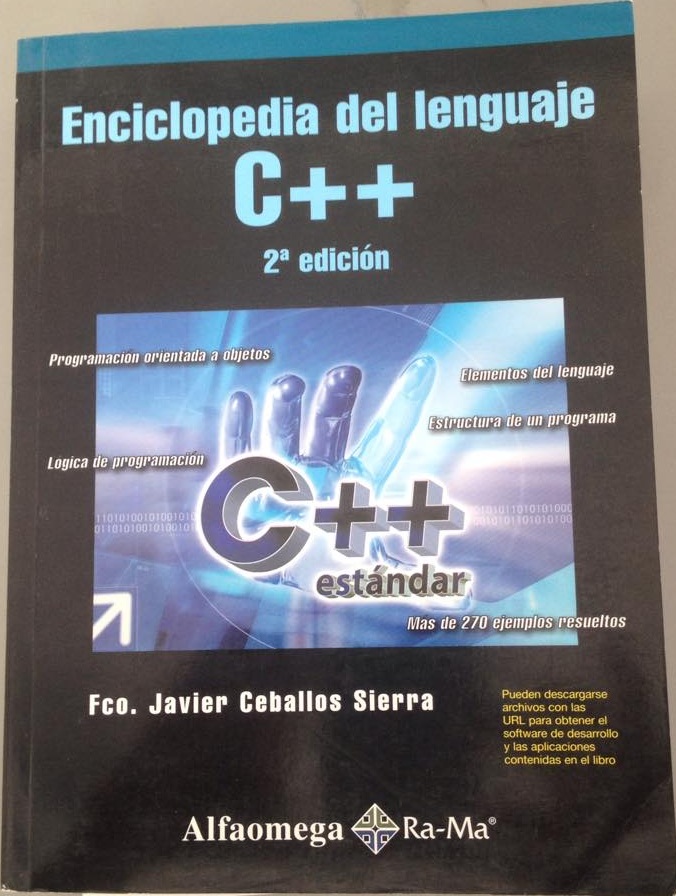 Enciclopedia del lenguaje
C++
2ª edición
Programación orientada a objetos
Elementos del lenguaje
Estructura de un programa
Lógica de programación
C++
estándar
Mas de 270 ejemplos resueltos
Fco. Javier Ceballos Sierra
Pueden descargarse
archivos con las
URL para obtener el
software de desarrollo
y las aplicaciones
contenidas en el libro
Alfaomega Ra-Ma®